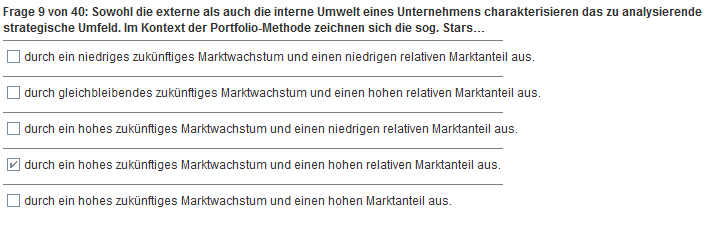 Frage 9 von 40: Sowohl die externe als auch die interne Umwelt eines Unternehmens charakterisieren das zu analysierende
strategische Umfeld. Im Kontext der Portfolio-Methode zeichnen sich die sog. Stars…
durch ein niedriges zukünftiges Marktwachstum und einen niedrigen relativen Marktanteil aus.
durch gleichbleibendes zukünftiges Marktwachstum und einen hohen relativen Marktanteil aus.
durch ein hohes zukünftiges Marktwachstum und einen niedrigen relativen Marktanteil aus.
durch ein hohes zukünftiges Marktwachstum und einen hohen relativen Marktanteil aus.
durch ein hohes zukünftiges Marktwachstum und einen hohen Marktanteil aus.